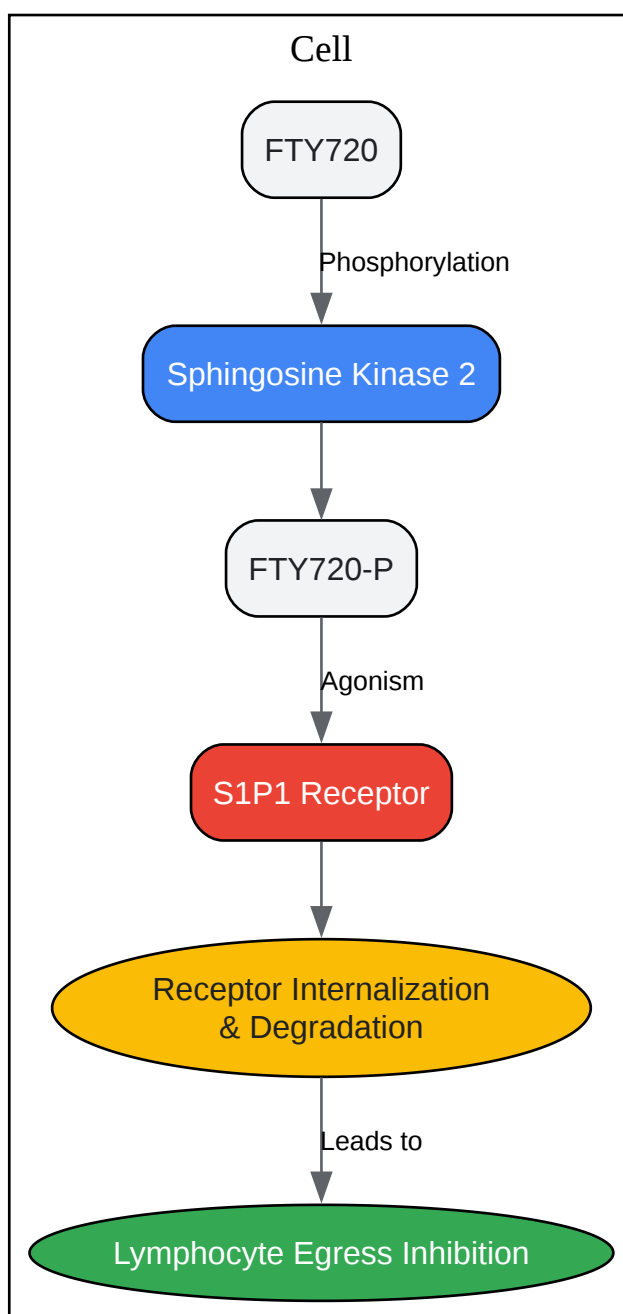 Cell
FTY720
Phosphorylation
Sphingosine Kinase 2
FTY720-P
Agonism
S1P1 Receptor
Receptor Internalization
& Degradation
Leads to
Lymphocyte Egress Inhibition